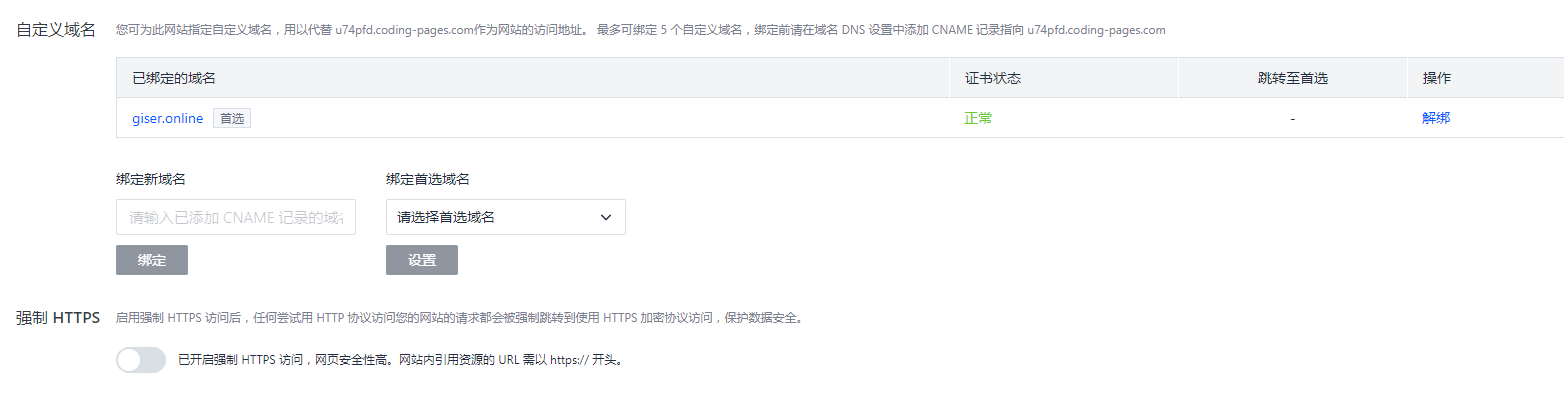 自定义域名 您可为此网站指定自定义域名，用以代替 u74pfd.coding-pages.com作为网站的访问地址。 最多可绑定 5 个自定义域名，绑定前请在域名 DNS 设置中添加 CNAME 记录指向 u74pfd.coding-pages.com
已绑定的域名 证书状态 跳转至首选 操作
giser.online 首选 正常 - 解绑
绑定新域名 绑定首选域名
请输入已添加 CNAME 记录的域名 请选择首选域名
绑定 设置
强制 HTTPS 启用强制 HTTPS 访问后，任何尝试用 HTTP 协议访问您的网站的请求都会被强制跳转到使用 HTTPS 加密协议访问，保护数据安全。
已开启强制 HTTPS 访问，网页安全性高。网站内引用资源的 URL 需以 https:// 开头。